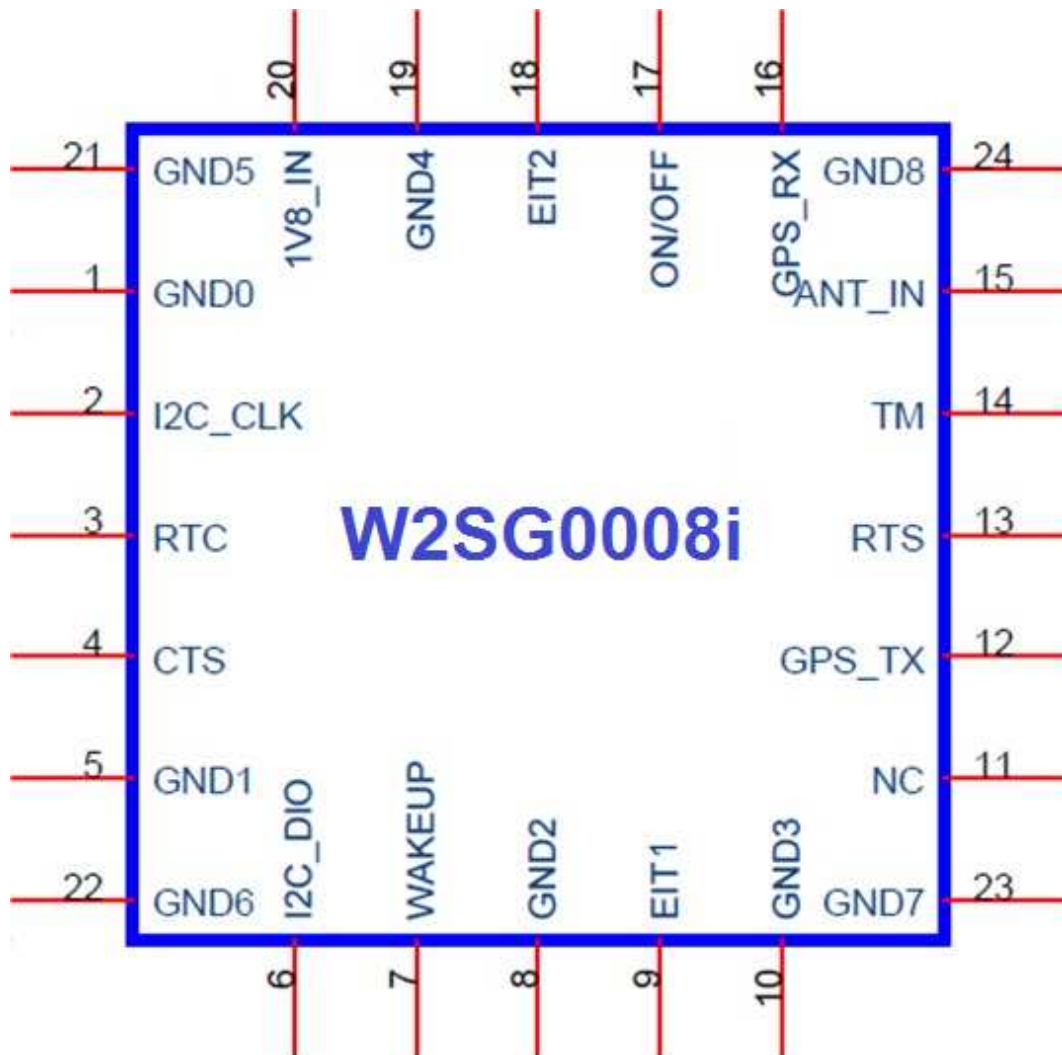 20 19 18 17 16
1V8_IN GND4 EIT2 ON/OFF GPS_RX
21 GND5 GND8 24
1 GND0 ANT_IN 15
2 I2C_CLK TM 14
3 RTC W2SG0008i RTS 13
4 CTS GPS_TX 12
5 GND1 NC 11
22 GND6 GND7 23
I2C_DIO WAKEUP GND2 EIT1 GND3
6 7 8 9 10